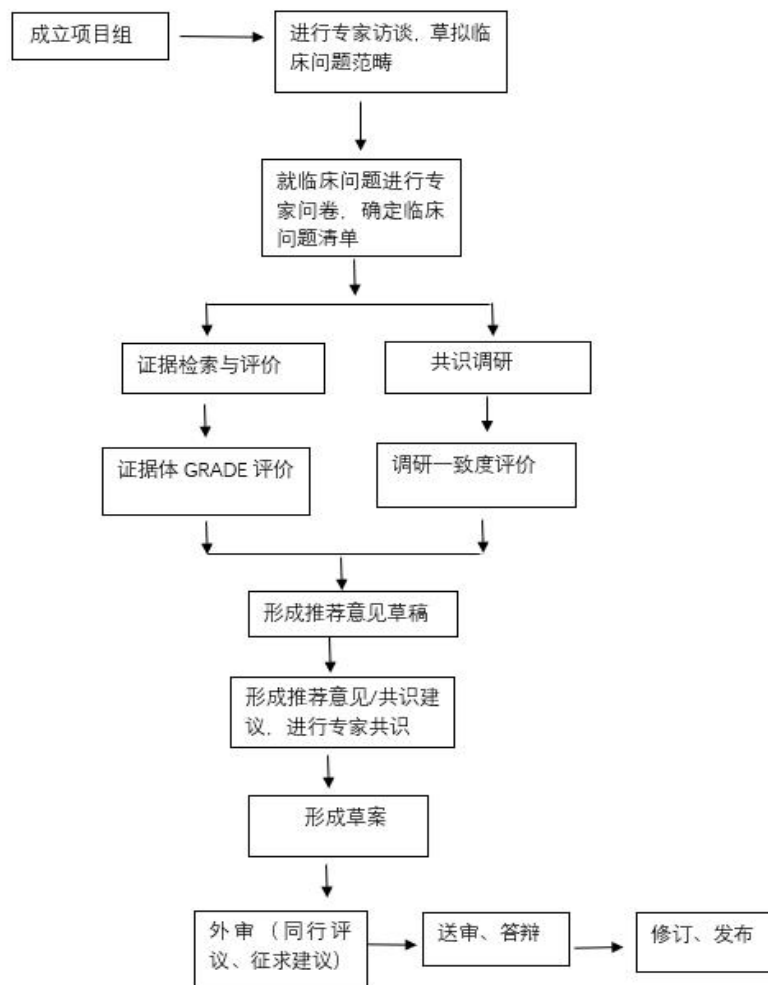 成立项目组
进行专家访谈，草拟临
床问题范畴
就临床问题进行专
家问卷，确定临床
问题清单
证据检索与评价
共识调研
证据体 GRADE 评价
调研一致度评价
形成推荐意见草稿
形成推荐意见/共识建
议，进行专家共识
形成草案
外审（同行评
议、征求建议）
送审、答辩
修订、发布